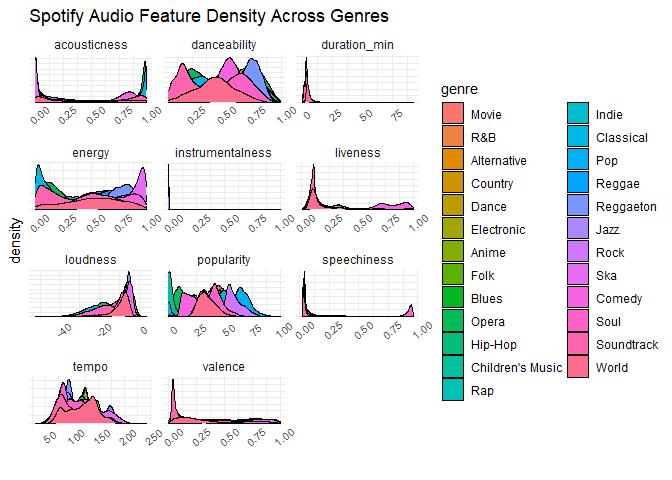 Spotify Audio Feature Density Across Genres
acousticness danceability duration_min
0.00 0.25 0.50 0.75 1.00 0.00 0.25 0.50 0.75 1.00 0 25 50 75
energy instrumentalness liveness
0.00 0.25 0.50 0.75 1.00 0.00 0.25 0.50 0.75 1.00 0.00 0.25 0.50 0.75 1.00
density
loudness popularity speechiness
-40 -20 0 0 25 50 75 100 0.00 0.25 0.50 0.75 1.00
tempo valence
50 100 150 200 250 0.00 0.25 0.50 0.75 1.00
genre
Movie
R&B
Alternative
Country
Dance
Electronic
Anime
Folk
Blues
Opera
Hip-Hop
Children's Music
Rap
Indie
Classical
Pop
Reggae
Reggaeton
Jazz
Rock
Ska
Comedy
Soul
Soundtrack
World